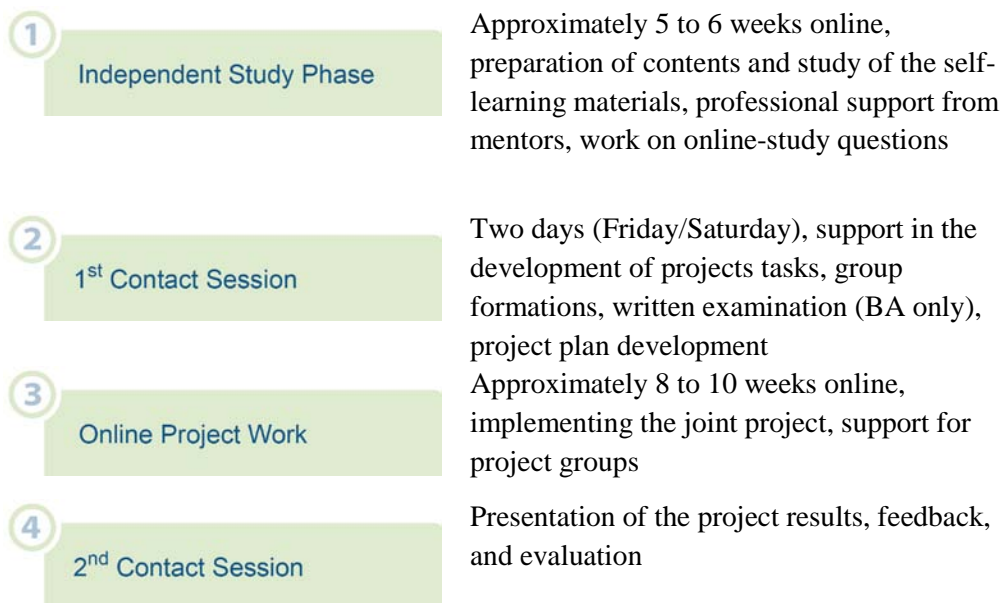 1
Independent Study Phase
Approximately 5 to 6 weeks online,
preparation of contents and study of the self-
learning materials, professional support from
mentors, work on online-study questions
2
1st Contact Session
Two days (Friday/Saturday), support in the
development of projects tasks, group
formations, written examination (BA only),
project plan development
3
Online Project Work
Approximately 8 to 10 weeks online,
implementing the joint project, support for
project groups
4
2nd Contact Session
Presentation of the project results, feedback,
and evaluation